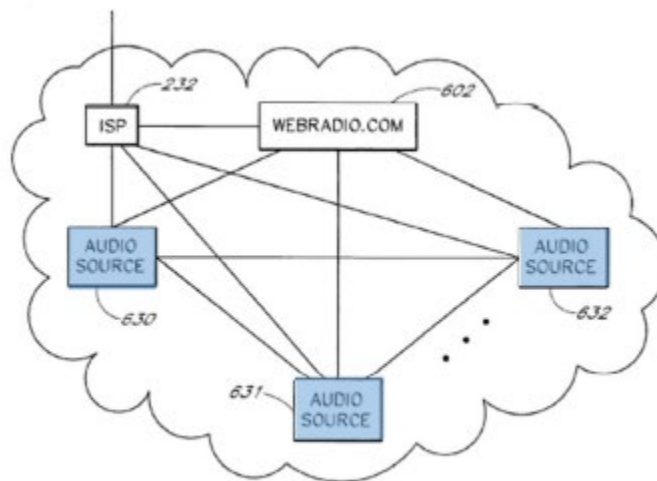 232
602
ISP
WEBRADIO.COM
AUDIO
SOURCE
630
AUDIO
SOURCE
632
631
AUDIO
SOURCE